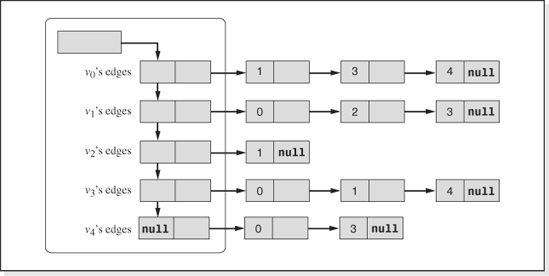 v0's edges 1 3 4 null
v1's edges 0 2 3 null
v2's edges 1 null
v3's edges 0 1 4 null
v4's edges null 0 3 null